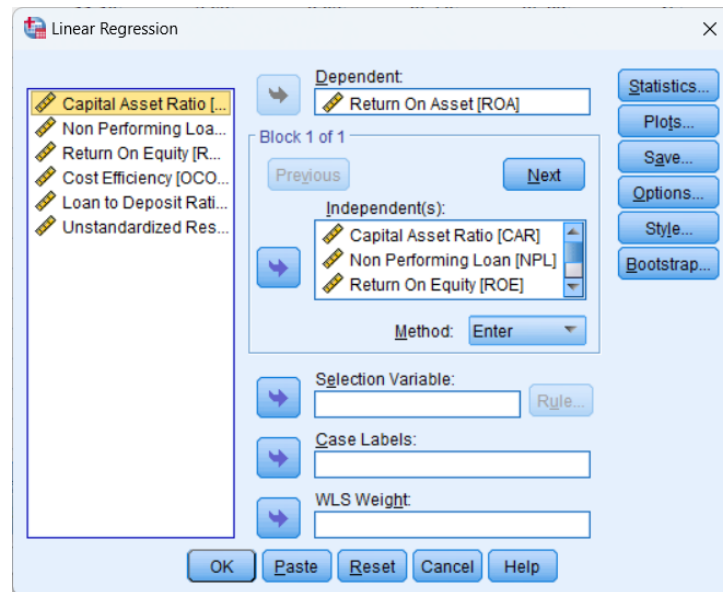 Linear Regression
Capital Asset Ratio [...
Non Performing Loa...
Return On Equity [R...
Cost Efficiency [OCO...
Loan to Deposit Rati...
Unstandardized Res...
Dependent:
Return On Asset [ROA]
Block 1 of 1
Previous
Next
Independent(s):
Capital Asset Ratio [CAR]
Non Performing Loan [NPL]
Return On Equity [ROE]
Method: Enter
Selection Variable:
Rule...
Case Labels:
WLS Weight:
Statistics...
Plots...
Save...
Options...
Style...
Bootstrap...
OK Paste Reset Cancel Help